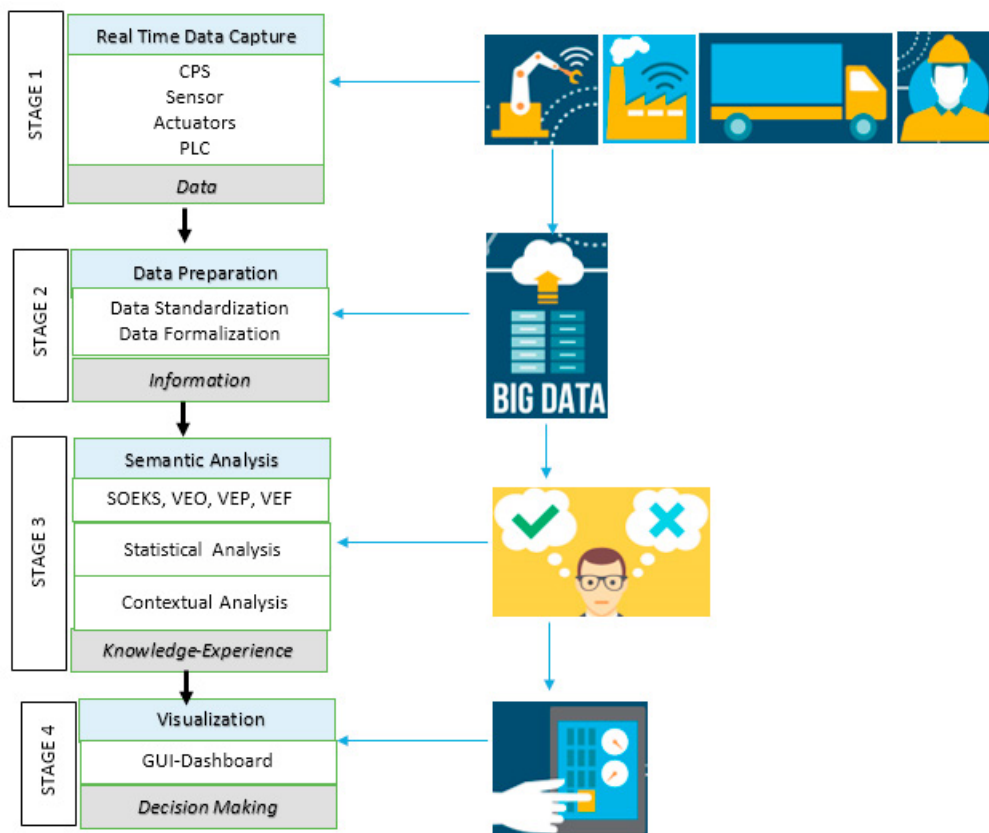 STAGE 1
Real Time Data Capture
CPS
Sensor
Actuators
PLC
Data
STAGE 2
Data Preparation
Data Standardization
Data Formalization
Information
BIG DATA
STAGE 3
Semantic Analysis
SOEKS, VEO, VEP, VEF
Statistical Analysis
Contextual Analysis
Knowledge-Experience
STAGE 4
Visualization
GUI-Dashboard
Decision Making